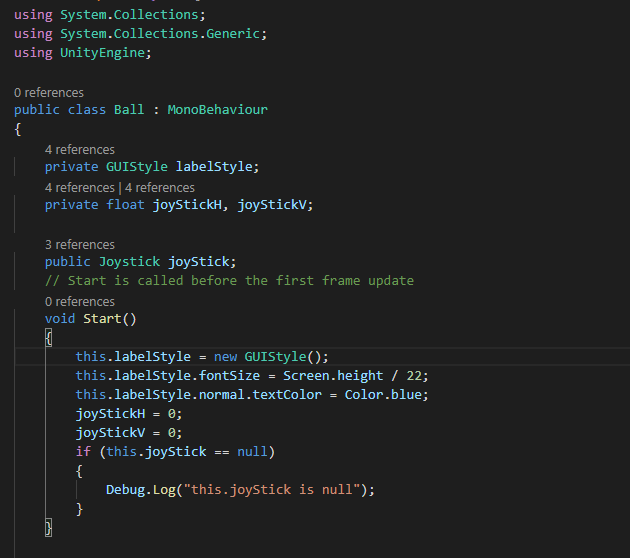 using System.Collections;
using System.Collections.Generic;
using UnityEngine;
0 references
public class Ball : MonoBehaviour
{
4 references
private GUIStyle labelStyle;
4 references | 4 references
private float joyStickH, joyStickV;
3 references
public Joystick joyStick;
// Start is called before the first frame update
0 references
void Start()
{
this.labelStyle = new GUIStyle();
this.labelStyle.fontSize = Screen.height / 22;
this.labelStyle.normal.textColor = Color.blue;
joyStickH = 0;
joyStickV = 0;
if (this.joyStick == null)
{
Debug.Log("this.joyStick is null");
}
}